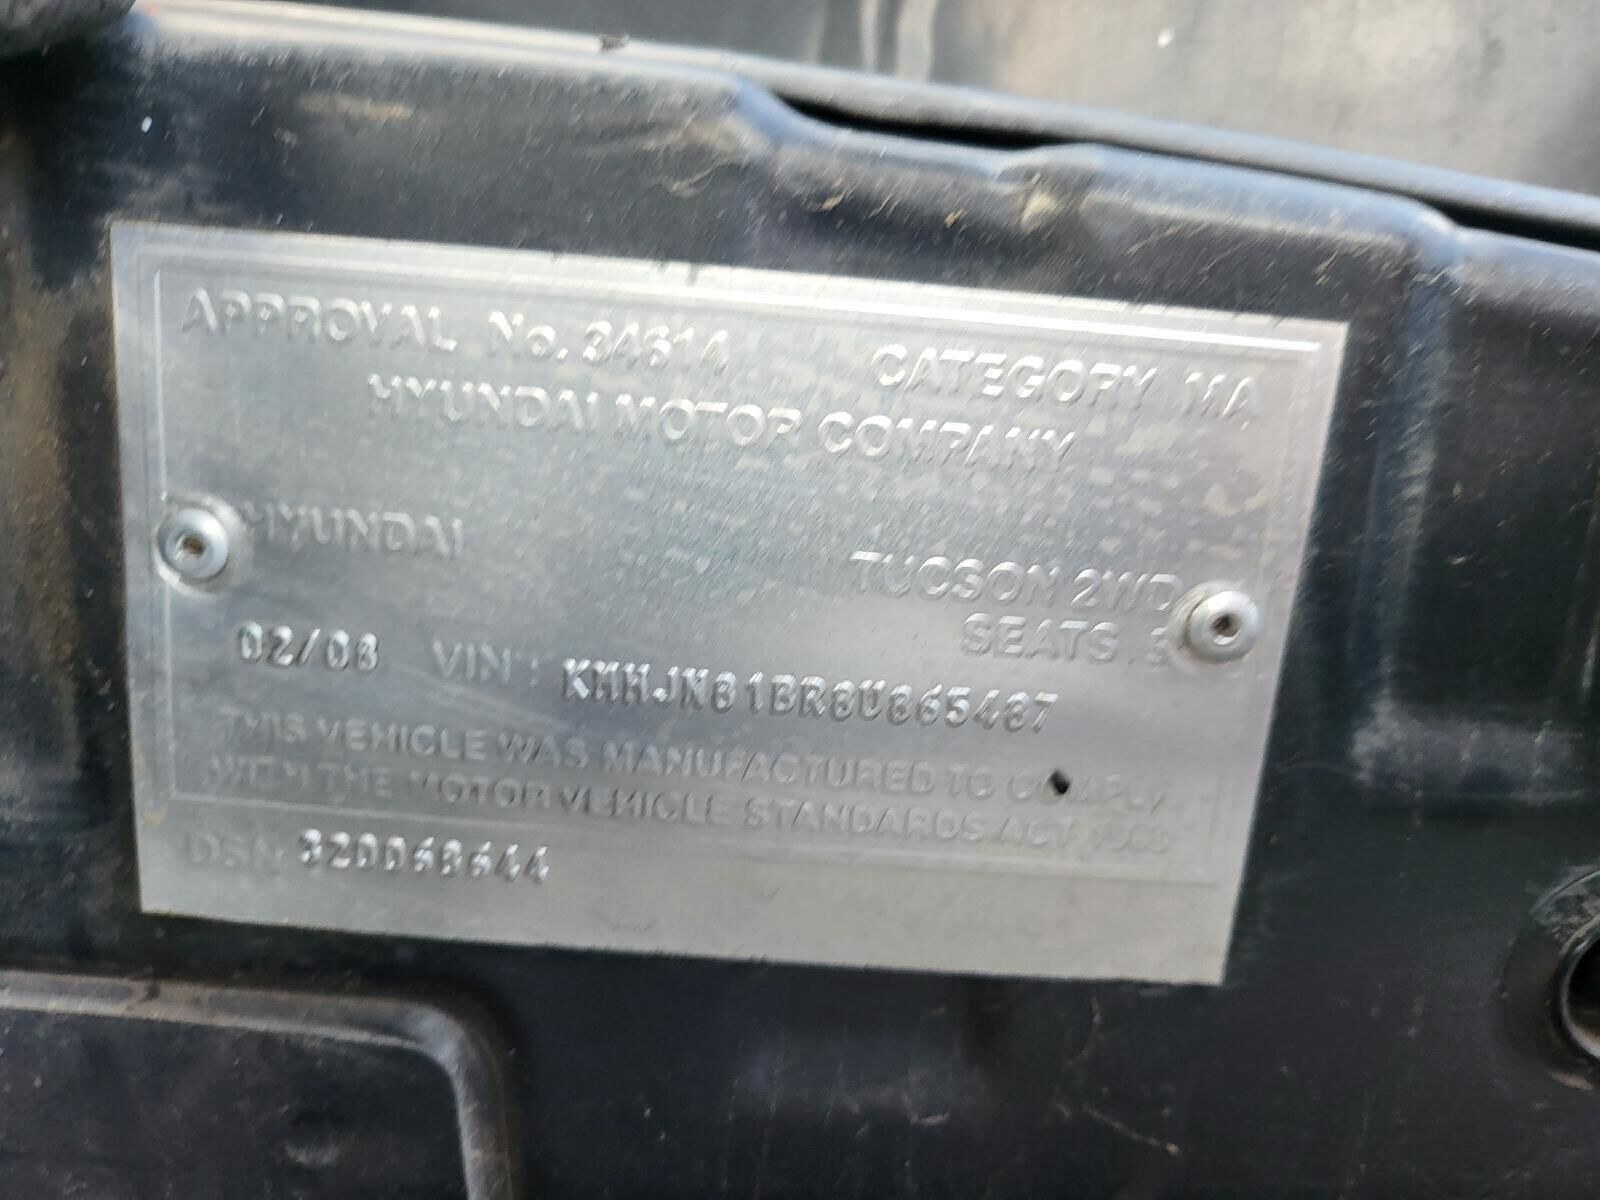 APPROVAL No. 34614 CATEGORY MA
HYUNDAI MOTOR COMPANY
HYUNDAI
TUCSON 2WD
SEATS
02/08 VIN : KMHJN81BR8U865487
THIS VEHICLE WAS MANUFACTURED TO COMPLY
WITH THE MOTOR VEHICLE STANDARDS ACT 1989
DSN 320068644